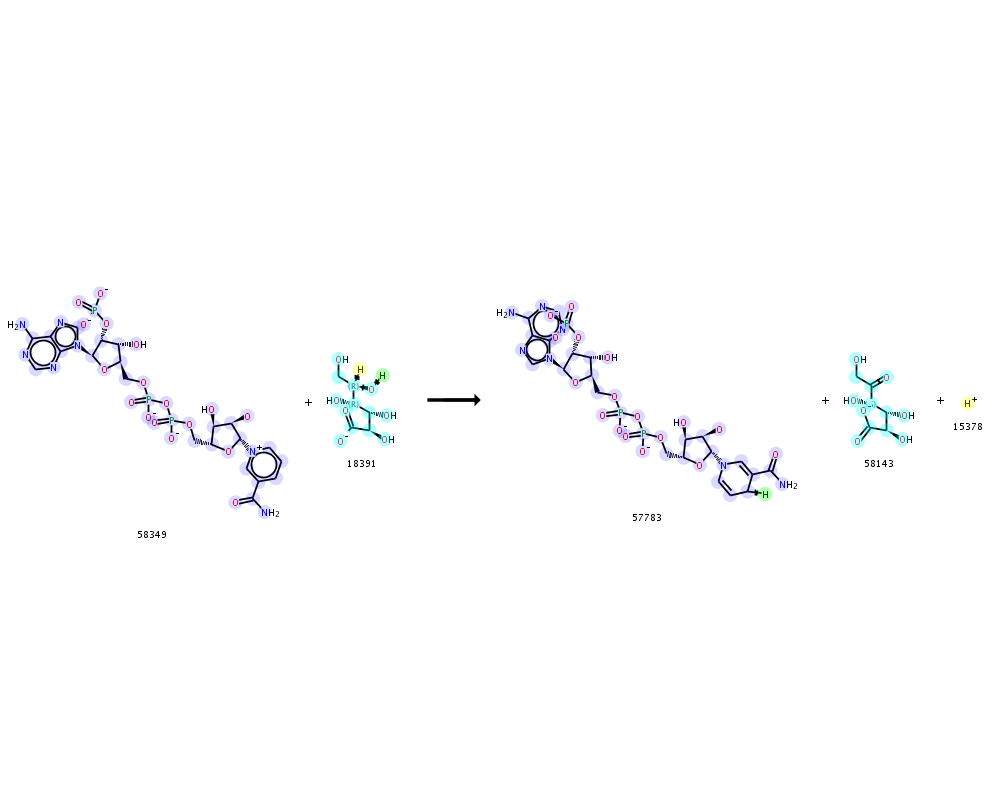 O O⁻
P
H₂N N O⁻ O
N N OH
N O
O
O P O
O⁻
O P O
O⁻
HO O
O N⁺
O NH₂
58349
+
OH
H H
(R) O
HO (R)
O OH
O⁻ OH
18391
O O
H₂N N P
N O
N N OH
O
O
O P O
O⁻
O P O
O⁻
HO O
O N O
NH₂
H
57783
+
OH
O
HO
O⁻ OH
O OH
58143
+
H⁺
15378